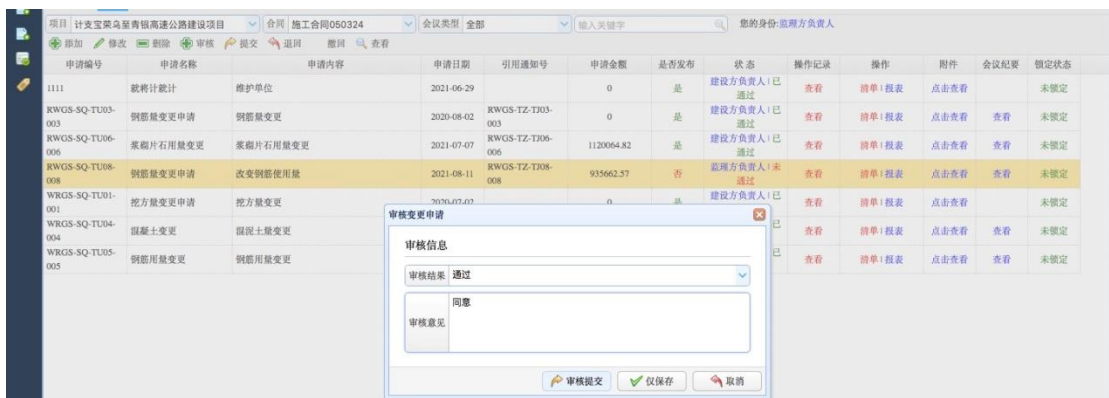 项目 计支宝荣乌至青银高速公路建设项目 合同 施工合同050324 会议类型 全部 输入关键字 您的身份:监理方负责人
添加 修改 删除 审核 提交 退回 撤回 查看
申请编号 申请名称 申请内容 申请日期 引用通知号 申请金额 是否发布 状态 操作记录 操作 附件 会议纪要 锁定状态
1111 就将计就计 维护单位 2021-06-29 0 是 建设方负责人|已通过 查看 清单|报表 点击查看 未锁定
RWGS-SQ-TU03-003 钢筋量变更申请 钢筋量变更 2020-08-02 RWGS-TZ-TJ03-003 0 是 建设方负责人|已通过 查看 清单|报表 点击查看 查看 未锁定
RWGS-SQ-TU06-006 浆砌片石用量变更 浆砌片石用量变更 2021-07-07 RWGS-TZ-TJ06-006 1120064.82 是 建设方负责人|已通过 查看 清单|报表 点击查看 查看 未锁定
RWGS-SQ-TU08-008 钢筋量变更申请 改变钢筋使用量 2021-08-11 RWGS-TZ-TJ08-008 935662.57 否 监理方负责人|未通过 查看 清单|报表 点击查看 查看 未锁定
WRGS-SQ-TU01-001 挖方量变更申请 挖方量变更 2020-07-02 0 是 建设方负责人|已 查看 清单|报表 点击查看 未锁定
WRGS-SQ-TU04-004 混凝土变更 混泥土量变更 已 查看 清单|报表 点击查看 查看 未锁定
WRGS-SQ-TU05-005 钢筋用量变更 钢筋用量变更 已 查看 清单|报表 点击查看 查看 未锁定
审核变更申请
审核信息
审核结果 通过
审核意见 同意
审核提交 仅保存 取消